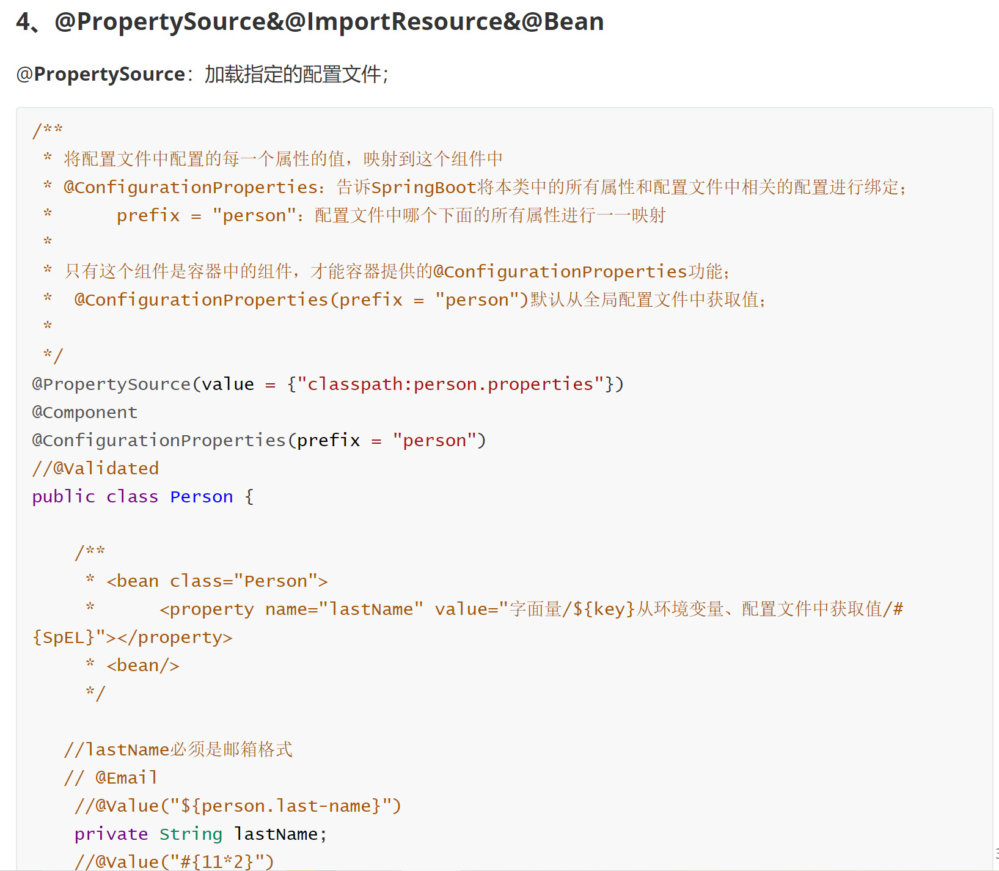 4、@PropertySource&@ImportResource&@Bean
@PropertySource：加载指定的配置文件；
/**
 * 将配置文件中配置的每一个属性的值，映射到这个组件中
 * @ConfigurationProperties：告诉SpringBoot将本类中的所有属性和配置文件中相关的配置进行绑定；
 *      prefix = "person"：配置文件中哪个下面的所有属性进行一一映射
 *
 * 只有这个组件是容器中的组件，才能容器提供的@ConfigurationProperties功能；
 *  @ConfigurationProperties(prefix = "person")默认从全局配置文件中获取值；
 *
 */
@PropertySource(value = {"classpath:person.properties"})
@Component
@ConfigurationProperties(prefix = "person")
//@Validated
public class Person {
    /**
     * <bean class="Person">
     *      <property name="lastName" value="字面量/${key}从环境变量、配置文件中获取值/#
{SpEL}"></property>
     * <bean/>
     */
   //lastName必须是邮箱格式
   // @Email
    //@Value("${person.last-name}")
    private String lastName;
    //@Value("#{11*2}")